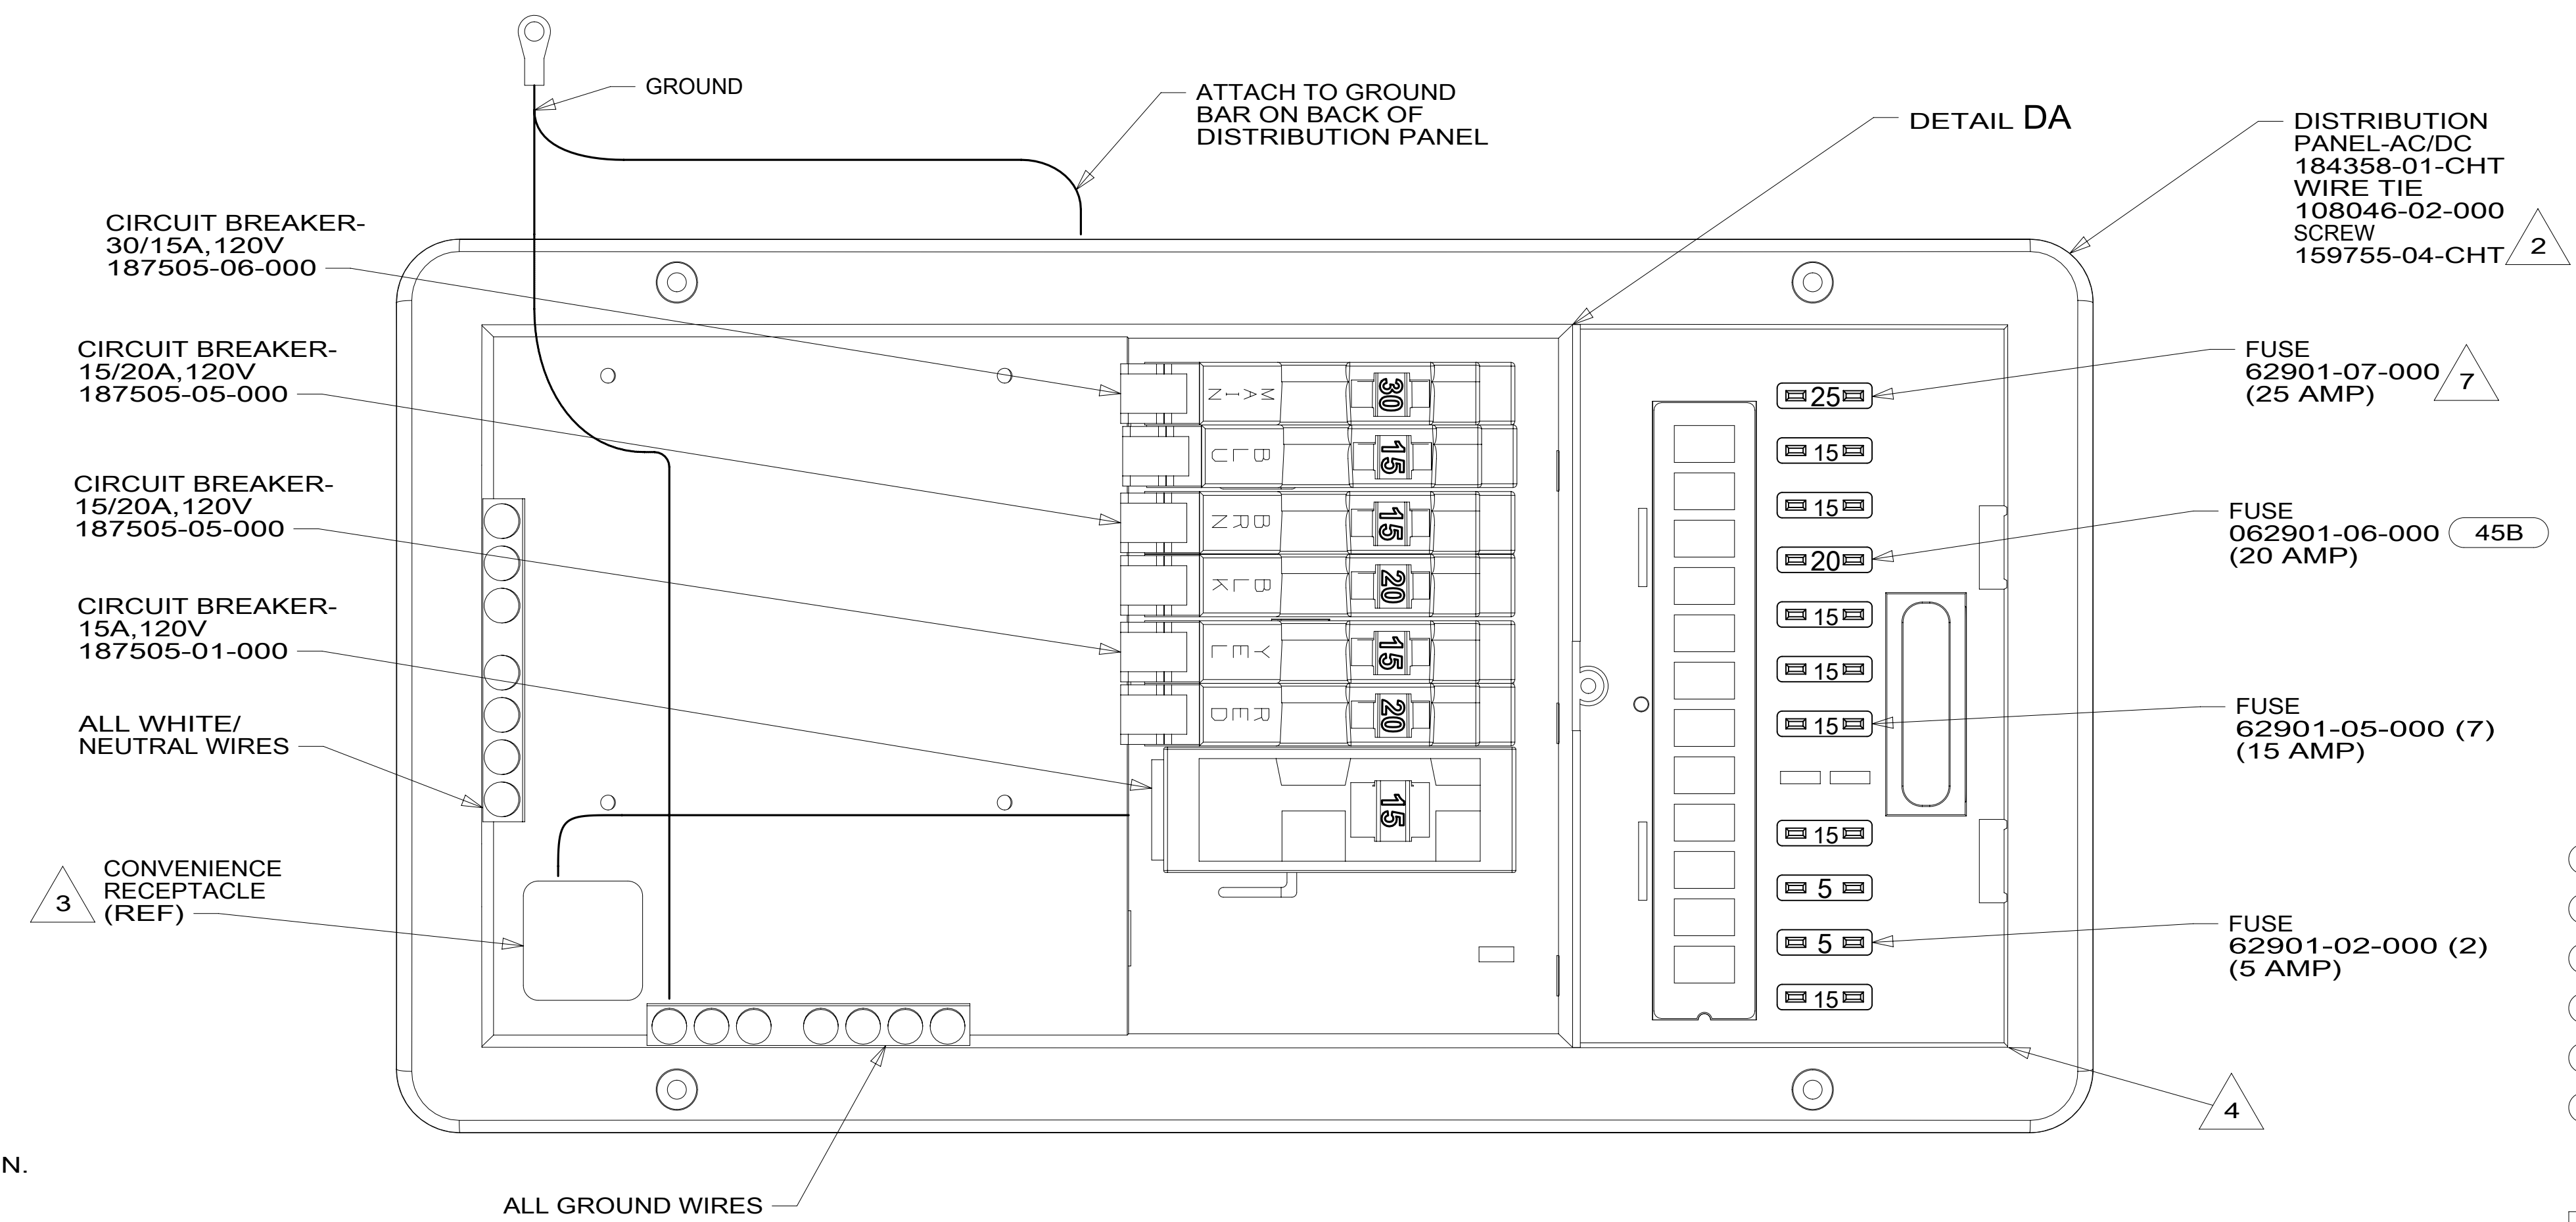 GROUND
ATTACH TO GROUND
BAR ON BACK OF
DISTRIBUTION PANEL
DETAIL DA
DISTRIBUTION
PANEL-AC/DC
184358-01-CHT
WIRE TIE
108046-02-000
SCREW
159755-04-CHT
2
CIRCUIT BREAKER-
30/15A,120V
187505-06-000
CIRCUIT BREAKER-
15/20A,120V
187505-05-000
CIRCUIT BREAKER-
15/20A,120V
187505-05-000
CIRCUIT BREAKER-
15A,120V
187505-01-000
ALL WHITE/
NEUTRAL WIRES
3
CONVENIENCE
RECEPTACLE
(REF)
MAIN
30
BLU
15
BRN
15
BLK
20
YEL
15
RED
20
15
25
15
15
20
15
15
15
15
5
5
15
FUSE
62901-07-000
(25 AMP)
7
FUSE
062901-06-000
(20 AMP)
45B
FUSE
62901-05-000 (7)
(15 AMP)
FUSE
62901-02-000 (2)
(5 AMP)
4
N.
ALL GROUND WIRES